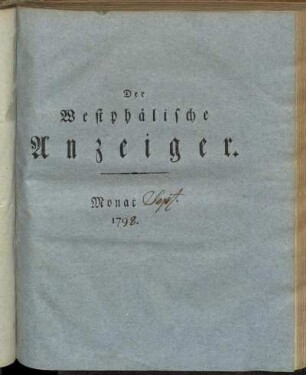 Der
Westphälische
Anzeiger.
Monat Sept.
1798.